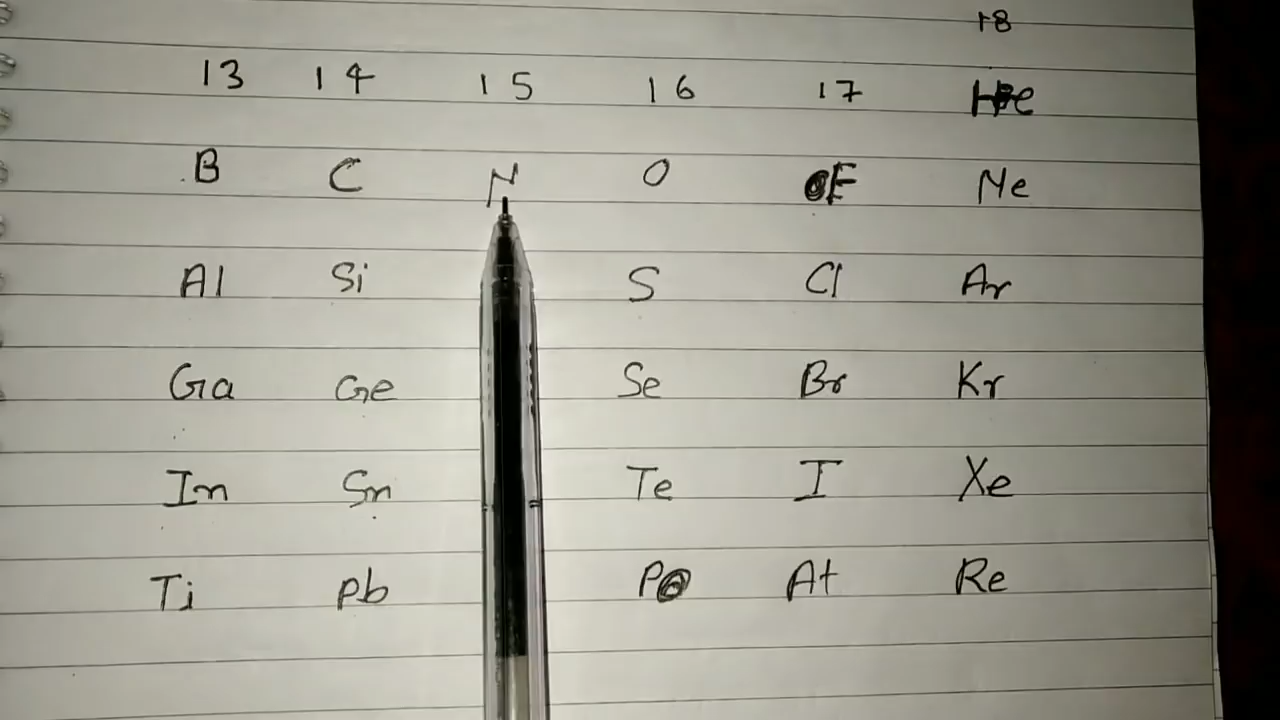 18
13 14 15 16 17 He
B C N O F Ne
Al Si S Cl Ar
Ga Ge Se Br Kr
In Sn Te I Xe
Ti Pb Po At Re